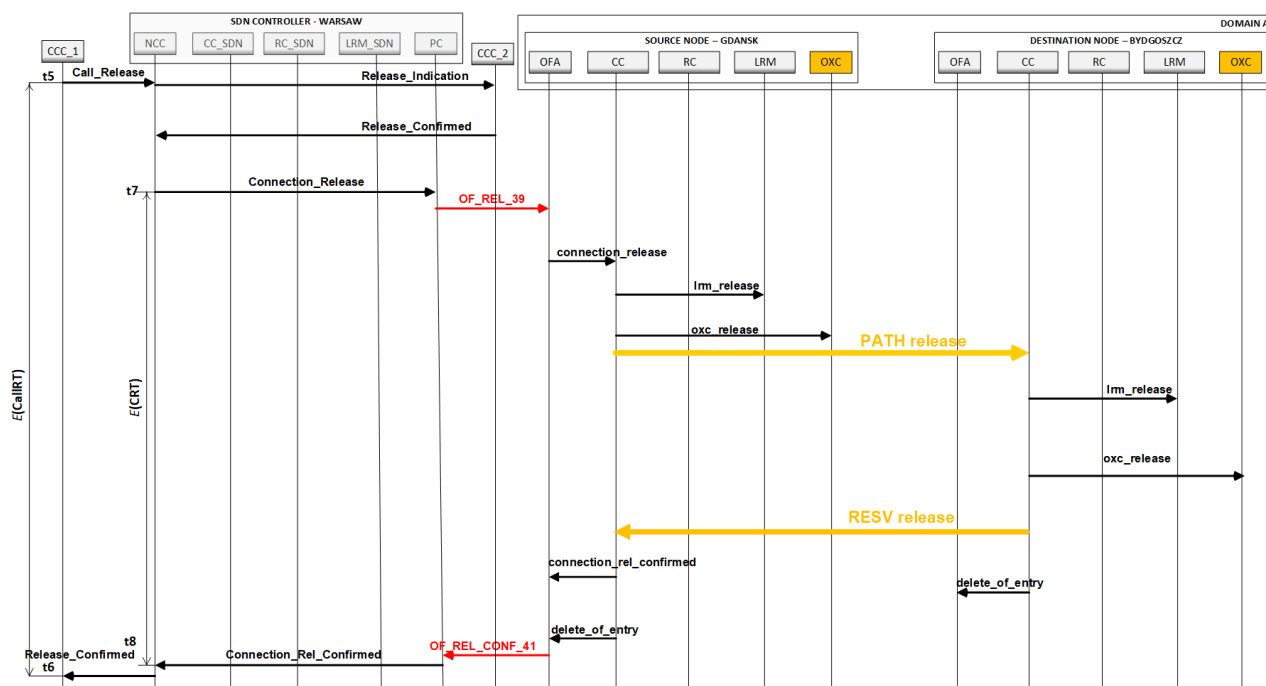 SDN CONTROLLER - WARSAW
DOMAIN A
CCC_1
NCC
CC_SDN
RC_SDN
LRM_SDN
PC
CCC_2
SOURCE NODE – GDANSK
OFA
CC
RC
LRM
OXC
DESTINATION NODE – BYDGOSZCZ
OFA
CC
RC
LRM
OXC
t5
Call_Release
Release_Indication
Release_Confirmed
t7
Connection_Release
OF_REL_39
connection_release
lrm_release
oxc_release
PATH release
E(CallRT)
E(CRT)
lrm_release
oxc_release
RESV release
connection_rel_confirmed
delete_of_entry
delete_of_entry
t8
OF_REL_CONF_41
Release_Confirmed
Connection_Rel_Confirmed
t6